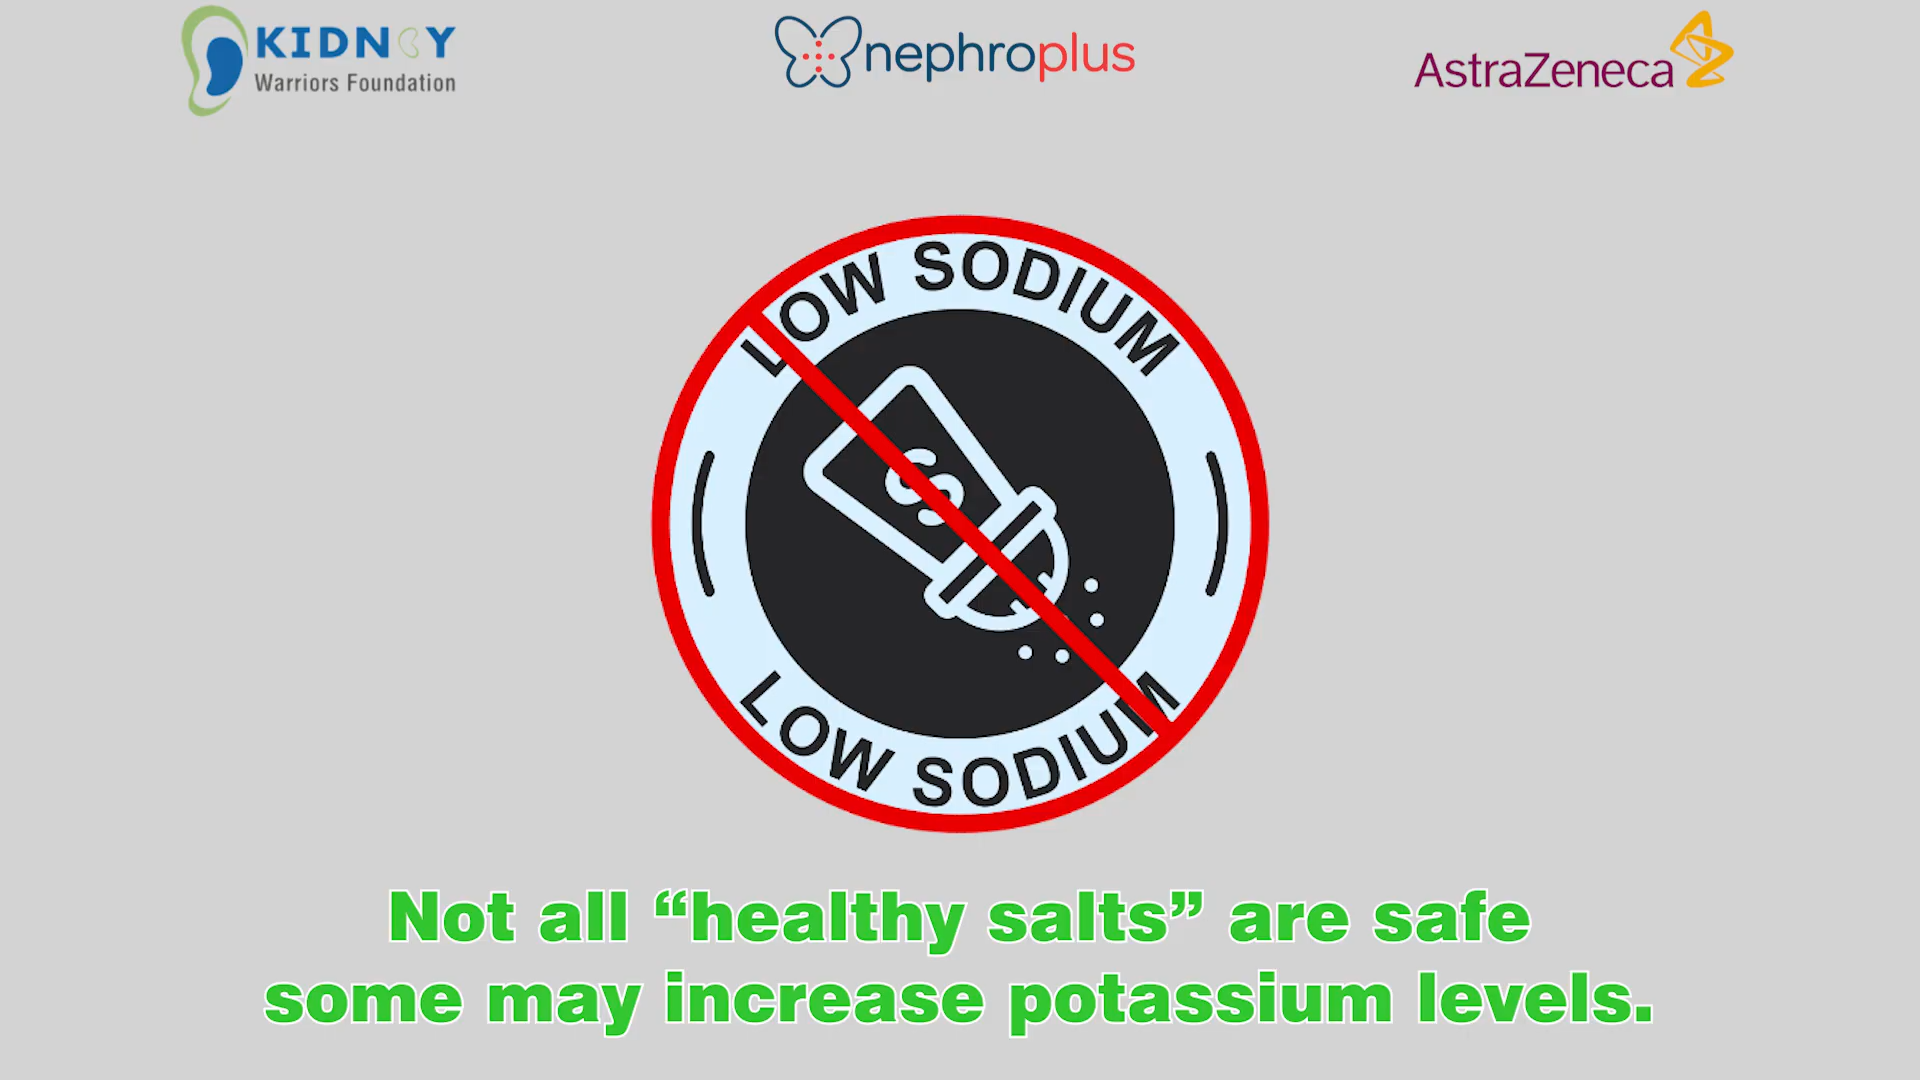 KIDNEY
Warriors Foundation
nephroplus
AstraZeneca
LOW SODIUM
S
LOW SODIUM
Not all “healthy salts” are safe
some may increase potassium levels.